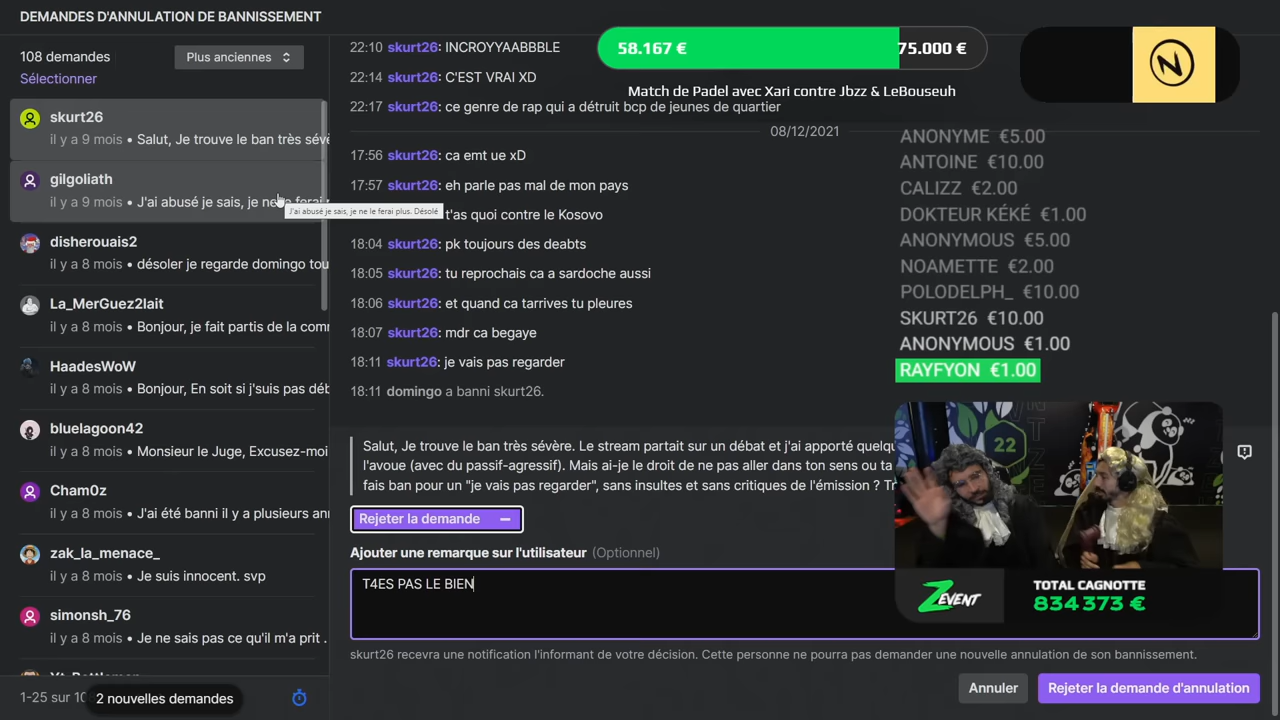 DEMANDES D'ANNULATION DE BANNISSEMENT
108 demandes
Plus anciennes
Sélectionner
skurt26
il y a 9 mois • Salut, Je trouve le ban très sévè
gilgoliath
il y a 9 mois • J'ai abusé je sais, je ne le ferai
J'ai abusé je sais, je ne le ferai plus. Désolé
disherouais2
il y a 8 mois • désoler je regarde domingo tou
La_MerGuez2lait
il y a 8 mois • Bonjour, je fait partis de la com
HaadesWoW
il y a 8 mois • Bonjour, En soit si j'suis pas déb
bluelagoon42
il y a 8 mois • Monsieur le Juge, Excusez-moi
Cham0z
il y a 8 mois • J'ai été banni il y a plusieurs ann
zak_la_menace_
il y a 8 mois • Je suis innocent. svp
simonsh_76
il y a 8 mois • Je ne sais pas ce qu'il m'a prit .
1-25 sur 10
2 nouvelles demandes
22:10 skurt26: INCROYYAABBBLE
22:14 skurt26: C'EST VRAI XD
22:17 skurt26: ce genre de rap qui a détruit bcp de jeunes de quartier
08/12/2021
17:56 skurt26: ca emt ue xD
17:57 skurt26: eh parle pas mal de mon pays
t'as quoi contre le Kosovo
18:04 skurt26: pk toujours des deabts
18:05 skurt26: tu reprochais ca a sardoche aussi
18:06 skurt26: et quand ca tarrives tu pleures
18:07 skurt26: mdr ca begaye
18:11 skurt26: je vais pas regarder
18:11 domingo a banni skurt26.
Salut, Je trouve le ban très sévère. Le stream partait sur un débat et j'ai apporté quelqu
l'avoue (avec du passif-agressif). Mais ai-je le droit de ne pas aller dans ton sens ou ta
fais ban pour un "je vais pas regarder", sans insultes et sans critiques de l'émission ? Tr
Rejeter la demande
Ajouter une remarque sur l'utilisateur (Optionnel)
T4ES PAS LE BIEN
skurt26 recevra une notification l'informant de votre décision. Cette personne ne pourra pas demander une nouvelle annulation de son bannissement.
Annuler
Rejeter la demande d'annulation
58.167 €
75.000 €
Match de Padel avec Xari contre Jbzz & LeBouseuh
N
ANONYME €5.00
ANTOINE €10.00
CALIZZ €2.00
DOKTEUR KÉKÉ €1.00
ANONYMOUS €5.00
NOAMETTE €2.00
POLODELPH_ €10.00
SKURT26 €10.00
ANONYMOUS €1.00
RAYFYON €1.00
22
ZEVENT
TOTAL CAGNOTTE
834 373 €